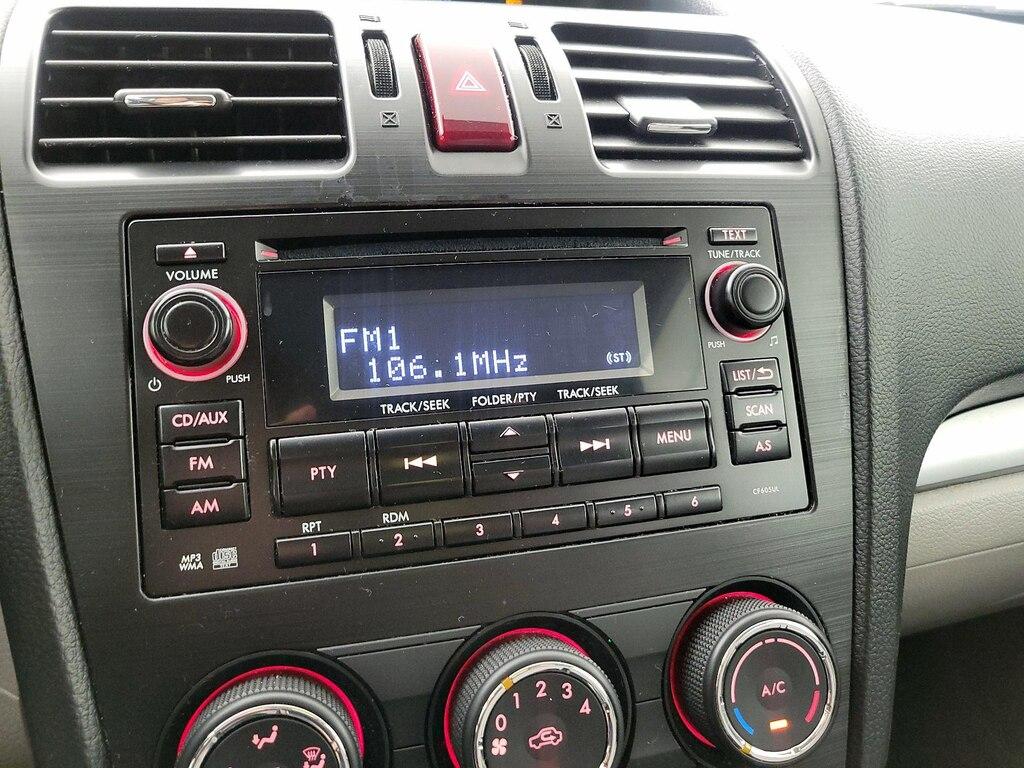 TEXT
VOLUME
TUNE/TRACK
FM1
106.1MHz
(ST)
PUSH
PUSH
TRACK/SEEK
FOLDER/PTY
TRACK/SEEK
LIST/
CD/AUX
SCAN
FM
PTY
MENU
A.S
AM
CF605UL
RPT
RDM
1
2
3
4
5
6
MP3
WMA
0
1
2
3
4
A/C